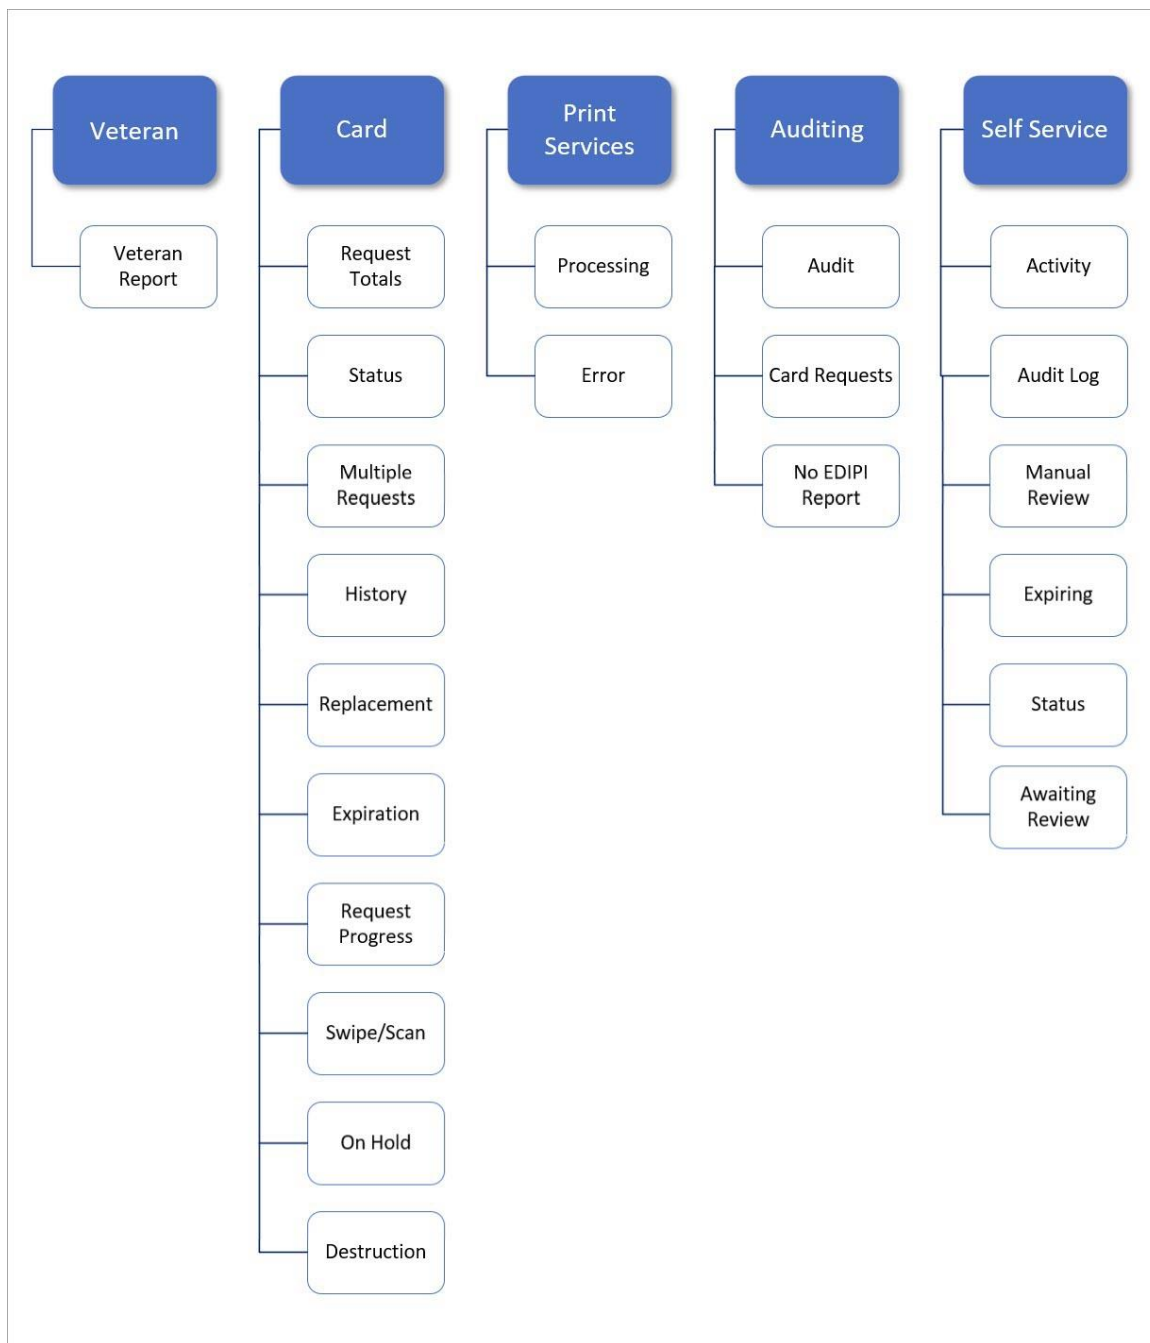 Veteran
Veteran
Report
Card
Request
Totals
Status
Multiple
Requests
History
Replacement
Expiration
Request
Progress
Swipe/Scan
On Hold
Destruction
Print
Services
Processing
Error
Auditing
Audit
Card Requests
No EDIPI
Report
Self Service
Activity
Audit Log
Manual
Review
Expiring
Status
Awaiting
Review